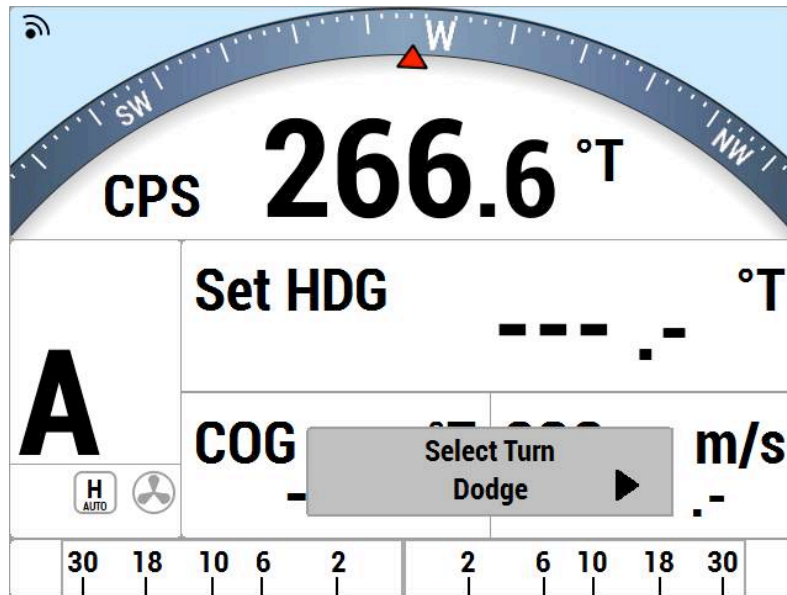 SW
W
NW
CPS 266.6 °T
Set HDG °T
---.-
A
COG
m/s
-
.-
Select Turn
Dodge
H
AUTO
30 18 10 6 2 2 6 10 18 30